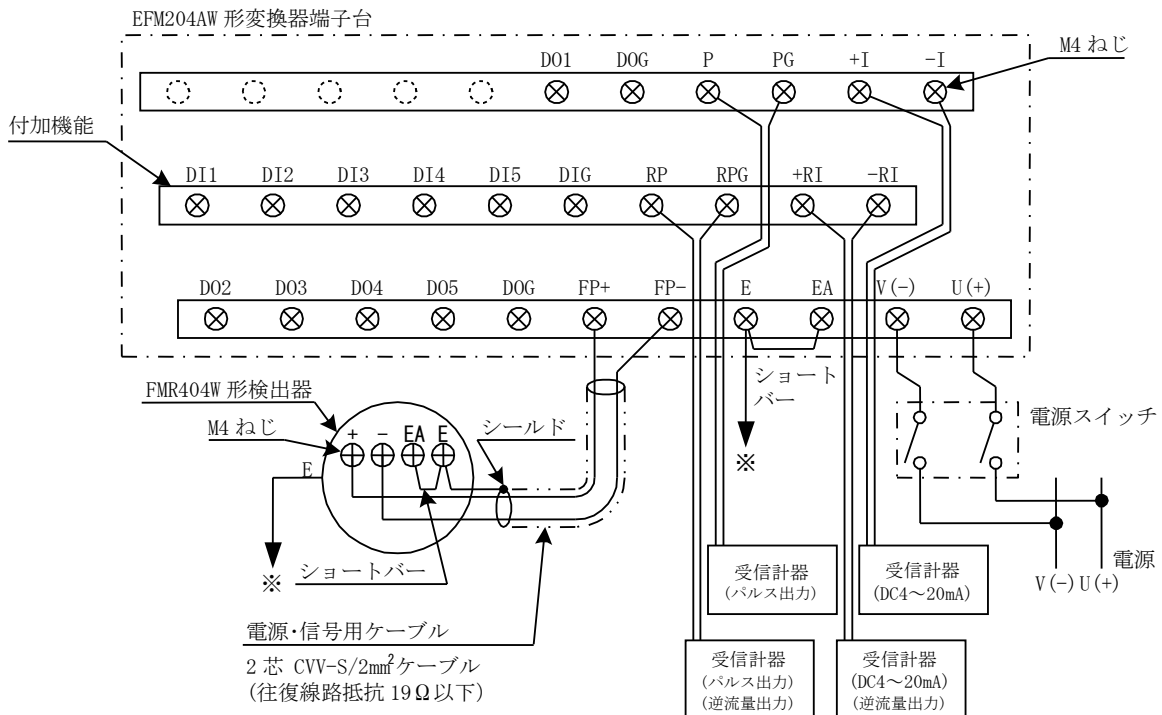 EFM204AW 形変換器端子台
M4 ねじ
DO1 DOG P PG +I -I
付加機能
DI1 DI2 DI3 DI4 DI5 DIG RP RPG +RI -RI
DO2 DO3 DO4 DO5 DOG FP+ FP- E EA V(-) U(+)
ショート
バー
※
電源スイッチ
FMR404W 形検出器
M4 ねじ
+ - EA E
シールド
E
※
ショートバー
電源・信号用ケーブル
2 芯 CVV-S/2mm²ケーブル
(往復線路抵抗 19Ω以下)
受信計器
(パルス出力)
受信計器
(DC4～20mA)
電源
V(-) U(+)
受信計器
(パルス出力)
(逆流量出力)
受信計器
(DC4～20mA)
(逆流量出力)